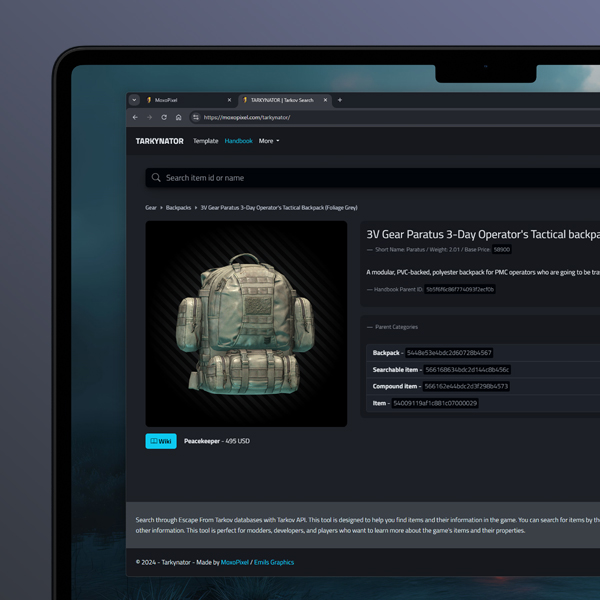 MoxoPixel
TARKYNATOR | Tarkov Search
https://moxopixel.com/tarkynator/
TARKYNATOR Template Handbook More
Search item id or name
Gear Backpacks 3V Gear Paratus 3-Day Operator's Tactical Backpack (Foliage Grey)
3V Gear Paratus 3-Day Operator's Tactical backpa
— Short Name: Paratus / Weight: 2.01 / Base Price: 58900
A modular, PVC-backed, polyester backpack for PMC operators who are going to be tra
— Handbook Parent ID: 5b5f6f6c86f774093f2ecf0b
— Parent Categories
Backpack - 5448e53e4bdc2d60728b4567
Searchable item - 566168634bdc2d144c8b456c
Compound item - 566162e44bdc2d3f298b4573
Item - 54009119af1c881c07000029
Wiki Peacekeeper - 495 USD
Search through Escape From Tarkov databases with Tarkov API. This tool is designed to help you find items and their information in the game. You can search for items by th
other information. This tool is perfect for modders, developers, and players who want to learn more about the game's items and their properties.
© 2024 - Tarkynator - Made by MoxoPixel / Emils Graphics